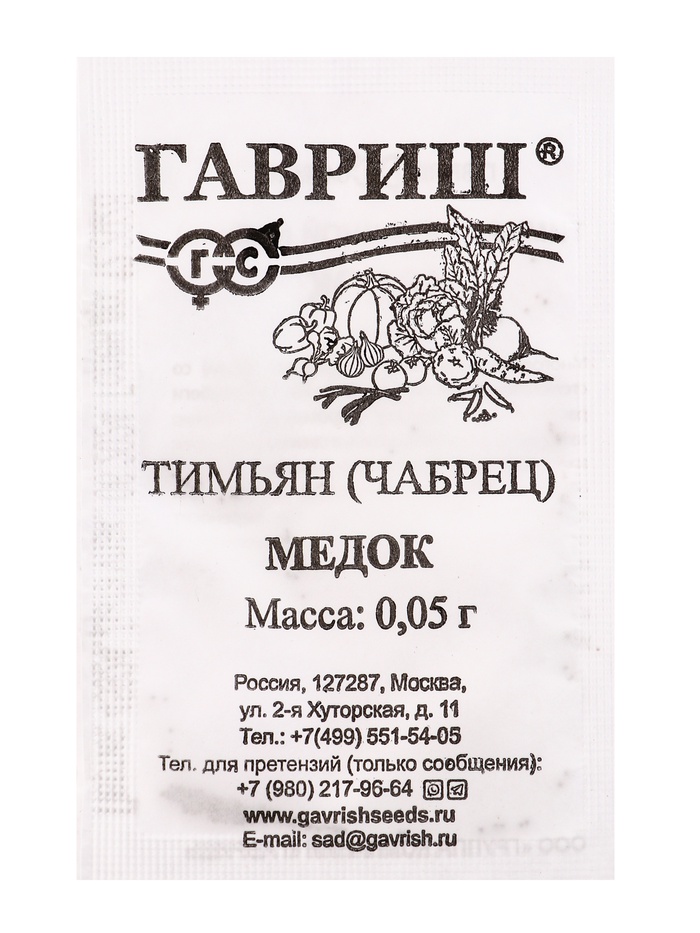 ГАВРИШ®
ГС
ТИМЬЯН (ЧАБРЕЦ)
МЕДОК
Масса: 0,05 г
Россия, 127287, Москва,
ул. 2-я Хуторская, д. 11
Тел.: +7(499) 551-54-05
Тел. для претензий (только сообщения):
+7 (980) 217-96-64
www.gavrishseeds.ru
E-mail: sad@gavrish.ru